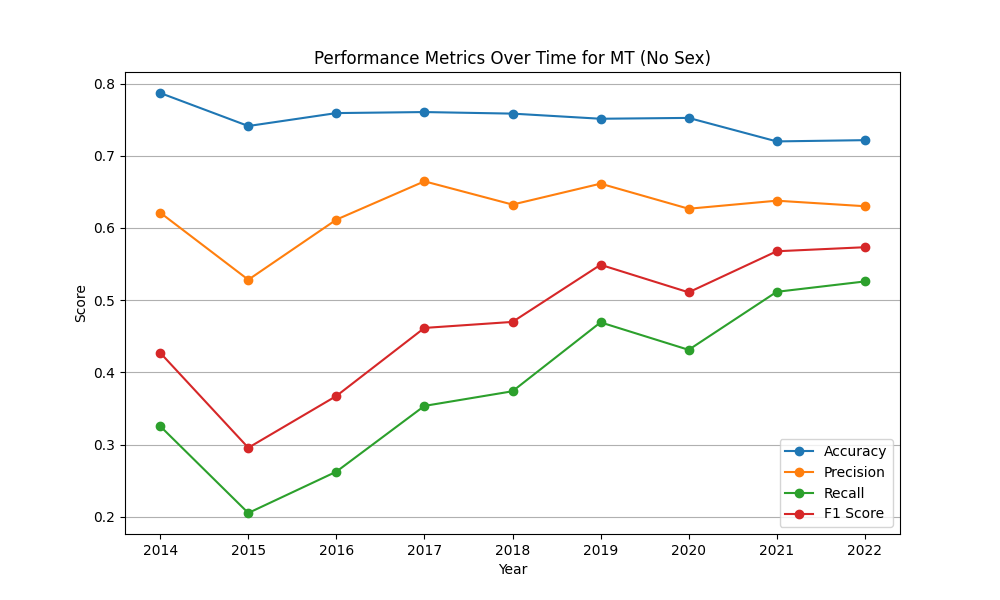 Performance Metrics Over Time for MT (No Sex)
0.8
0.7
0.6
0.5
0.4
0.3
0.2
Score
Accuracy
Precision
Recall
F1 Score
2014 2015 2016 2017 2018 2019 2020 2021 2022
Year